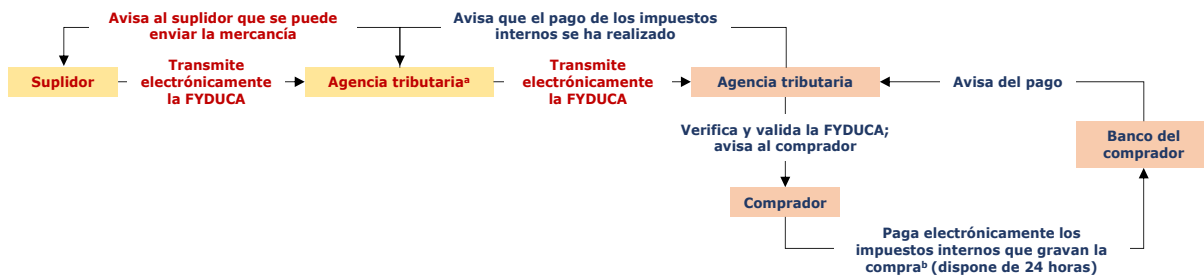 Avisa al suplidor que se puede
enviar la mercancía
Avisa que el pago de los impuestos
internos se ha realizado
Suplidor
Transmite
electrónicamente
la FYDUCA
Agencia tributariaᵃ
Transmite
electrónicamente
la FYDUCA
Agencia tributaria
Avisa del pago
Verifica y valida la FYDUCA;
avisa al comprador
Banco del
comprador
Comprador
Paga electrónicamente los
impuestos internos que gravan la
compraᵇ (dispone de 24 horas)